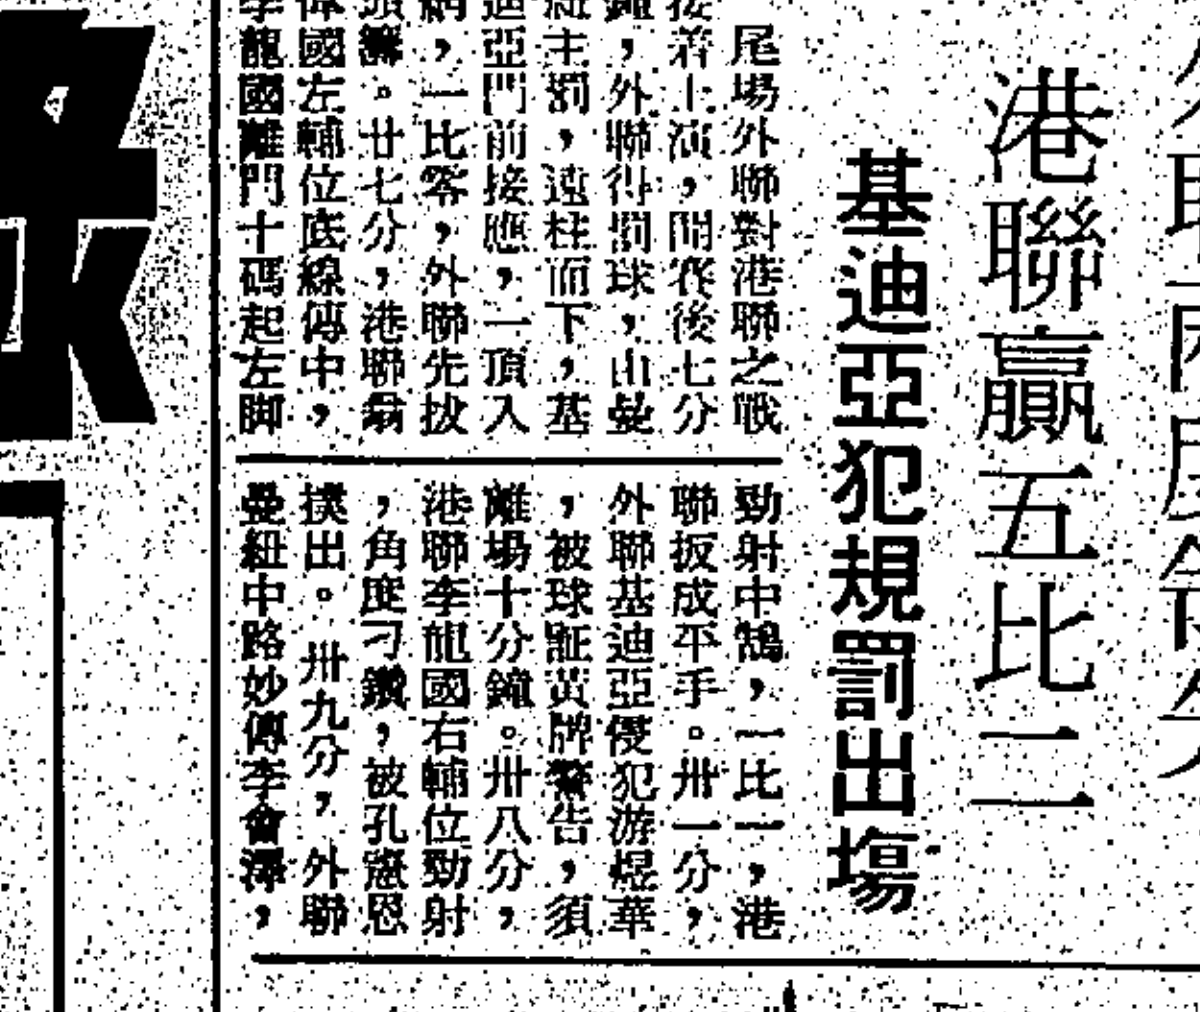 港聯贏五比二
基迪亞犯規罰出場
尾場外聯對港聯之戰
接着上演，開賽後七分
鐘，外聯得罰球，由曼
紐主罰，遠柱而下，基
迪亞門前接應，一頂入
網，一比零，外聯先拔
頭籌。廿七分，港聯翁
偉國左輔位底線傳中，
李龍國離門十碼起左脚
勁射中鵠，一比一，港
聯扳成平手。卅一分，
外聯基迪亞侵犯游煜華
，被球証黃牌警告，須
離場十分鐘。卅八分，
港聯李龍國右輔位勁射
，角度刁鑽，被孔憲恩
撲出。卅九分，外聯
曼紐中路妙傳李會澤，